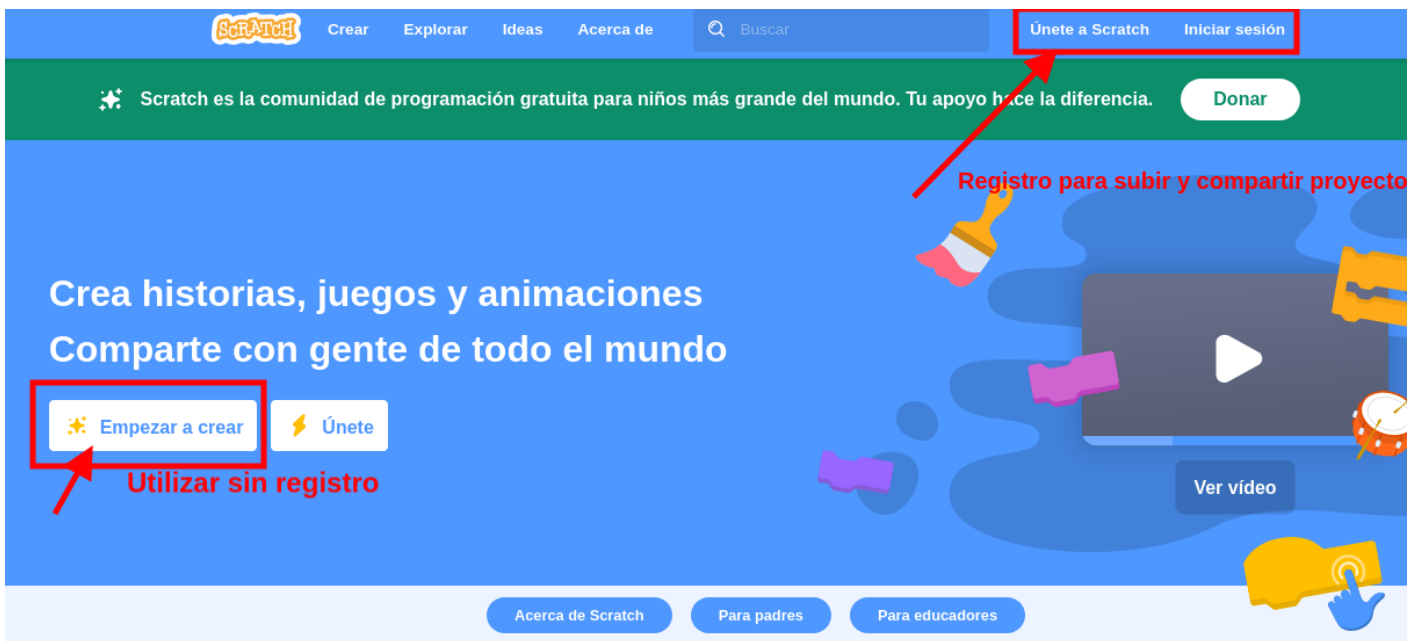 SCRATCH Crear Explorar Ideas Acerca de Buscar Únete a Scratch Iniciar sesión
Scratch es la comunidad de programación gratuita para niños más grande del mundo. Tu apoyo hace la diferencia. Donar
Registro para subir y compartir proyecto
Crea historias, juegos y animaciones
Comparte con gente de todo el mundo
Empezar a crear Únete
Utilizar sin registro
Ver vídeo
Acerca de Scratch Para padres Para educadores